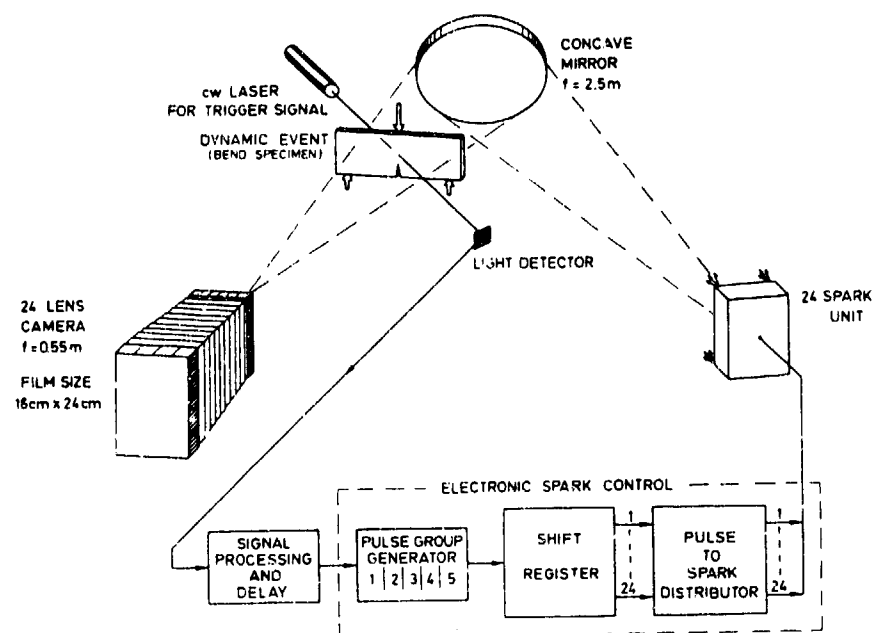 CONCAVE
MIRROR
f = 2.5m
cw LASER
FOR TRIGGER SIGNAL
DYNAMIC EVENT
(BEND SPECIMEN)
LIGHT DETECTOR
24 LENS
CAMERA
f = 0.55m
FILM SIZE
18cm x 24cm
24 SPARK
UNIT
ELECTRONIC SPARK CONTROL
SIGNAL
PROCESSING
AND
DELAY
PULSE GROUP
GENERATOR
1 2 3 4 5
SHIFT
REGISTER
1
24
PULSE
TO
SPARK
DISTRIBUTOR
1
24